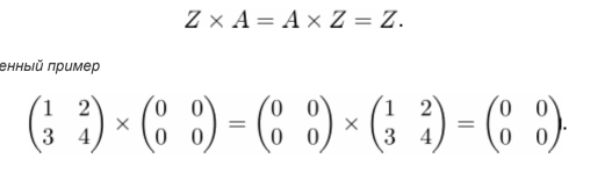 Z × A = A × Z = Z.
енный пример
(1 2 3 4) × (0 0 0 0) = (0 0 0 0) × (1 2 3 4) = (0 0 0 0).